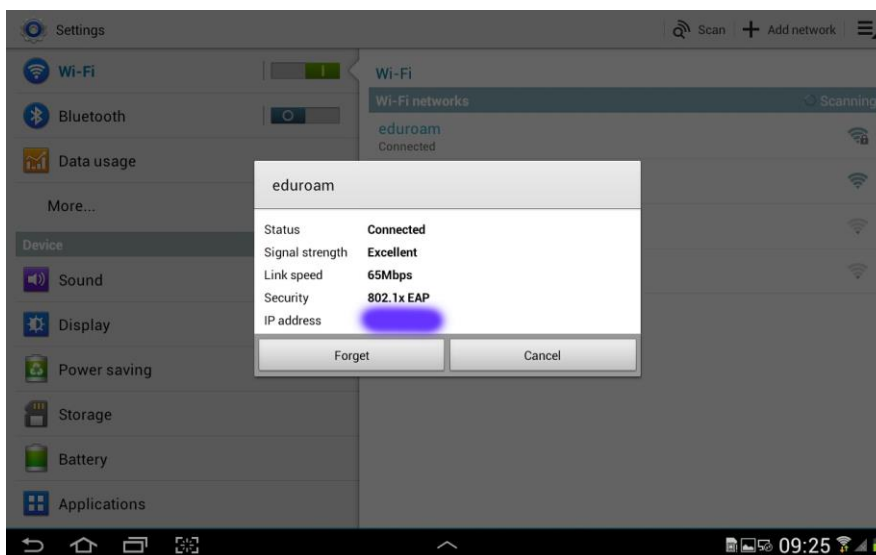 Settings
Scan
Add network
Wi-Fi
Bluetooth
Data usage
More...
Device
Sound
Display
Power saving
Storage
Battery
Applications
Wi-Fi
Wi-Fi networks Scanning
eduroam
Connected
eduroam
Status Connected
Signal strength Excellent
Link speed 65Mbps
Security 802.1x EAP
IP address
Forget Cancel
09:25